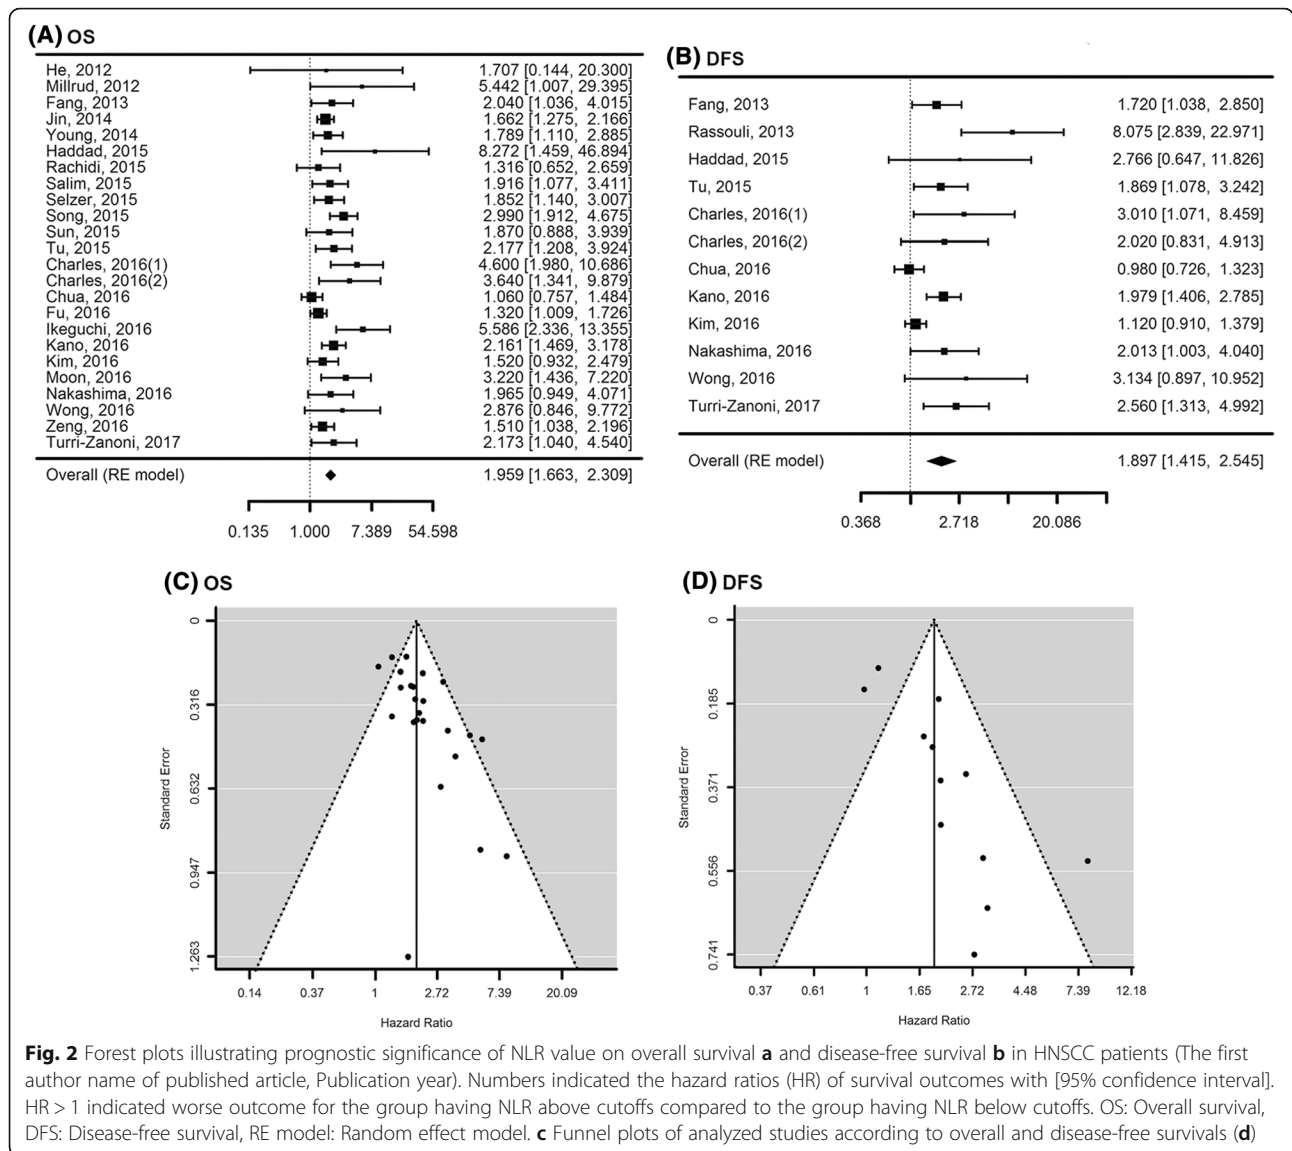 (A) OS
He, 2012 1.707 [0.144, 20.300]
Millrud, 2012 5.442 [1.007, 29.395]
Fang, 2013 2.040 [1.036, 4.015]
Jin, 2014 1.662 [1.275, 2.166]
Young, 2014 1.789 [1.110, 2.885]
Haddad, 2015 8.272 [1.459, 46.894]
Rachidi, 2015 1.316 [0.652, 2.659]
Salim, 2015 1.916 [1.077, 3.411]
Selzer, 2015 1.852 [1.140, 3.007]
Song, 2015 2.990 [1.912, 4.675]
Sun, 2015 1.870 [0.888, 3.939]
Tu, 2015 2.177 [1.208, 3.924]
Charles, 2016(1) 4.600 [1.980, 10.686]
Charles, 2016(2) 3.640 [1.341, 9.879]
Chua, 2016 1.060 [0.757, 1.484]
Fu, 2016 1.320 [1.009, 1.726]
Ikeguchi, 2016 5.586 [2.336, 13.355]
Kano, 2016 2.161 [1.469, 3.178]
Kim, 2016 1.520 [0.932, 2.479]
Moon, 2016 3.220 [1.436, 7.220]
Nakashima, 2016 1.965 [0.949, 4.071]
Wong, 2016 2.876 [0.846, 9.772]
Zeng, 2016 1.510 [1.038, 2.196]
Turri-Zanoni, 2017 2.173 [1.040, 4.540]
Overall (RE model) 1.959 [1.663, 2.309]
0.135 1.000 7.389 54.598
(B) DFS
Fang, 2013 1.720 [1.038, 2.850]
Rassouli, 2013 8.075 [2.839, 22.971]
Haddad, 2015 2.766 [0.647, 11.826]
Tu, 2015 1.869 [1.078, 3.242]
Charles, 2016(1) 3.010 [1.071, 8.459]
Charles, 2016(2) 2.020 [0.831, 4.913]
Chua, 2016 0.980 [0.726, 1.323]
Kano, 2016 1.979 [1.406, 2.785]
Kim, 2016 1.120 [0.910, 1.379]
Nakashima, 2016 2.013 [1.003, 4.040]
Wong, 2016 3.134 [0.897, 10.952]
Turri-Zanoni, 2017 2.560 [1.313, 4.992]
Overall (RE model) 1.897 [1.415, 2.545]
0.368 2.718 20.086
(C) OS
Standard Error
0
0.316
0.632
0.947
1.263
0.14 0.37 1 2.72 7.39 20.09
Hazard Ratio
(D) DFS
Standard Error
0
0.185
0.371
0.556
0.741
0.37 0.61 1 1.65 2.72 4.48 7.39 12.18
Hazard Ratio
Fig. 2 Forest plots illustrating prognostic significance of NLR value on overall survival a and disease-free survival b in HNSCC patients (The first
author name of published article, Publication year). Numbers indicated the hazard ratios (HR) of survival outcomes with [95% confidence interval].
HR > 1 indicated worse outcome for the group having NLR above cutoffs compared to the group having NLR below cutoffs. OS: Overall survival,
DFS: Disease-free survival, RE model: Random effect model. c Funnel plots of analyzed studies according to overall and disease-free survivals (d)